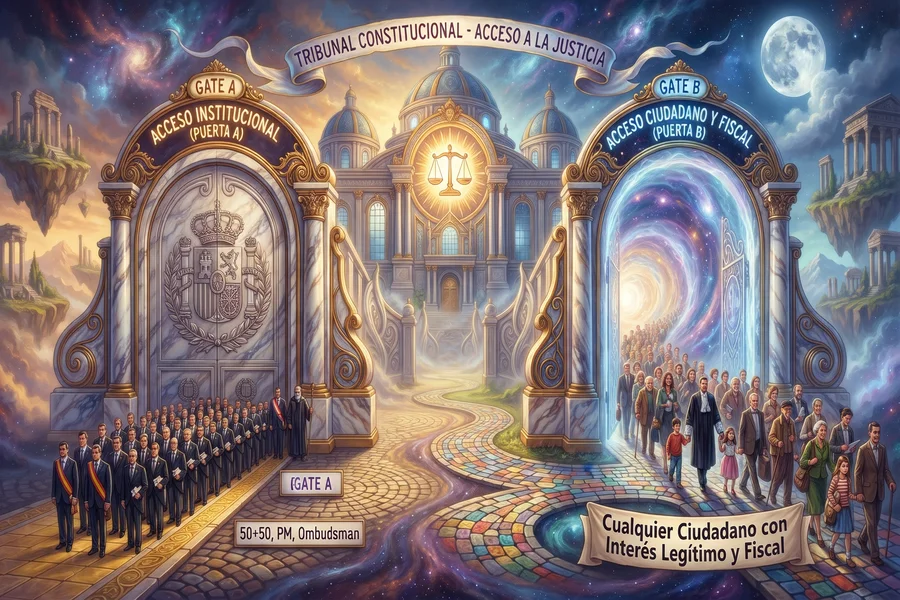 TRIBUNAL CONSTITUCIONAL - ACCESO A LA JUSTICIA
GATE A
ACCESO INSTITUCIONAL
(PUERTA A)
GATE B
ACCESO CIUDADANO Y FISCAL
(PUERTA B)
(GATE A
50+50, PM, Ombudsman
Cualquier Ciudadano con
Interés Legítimo y Fiscal